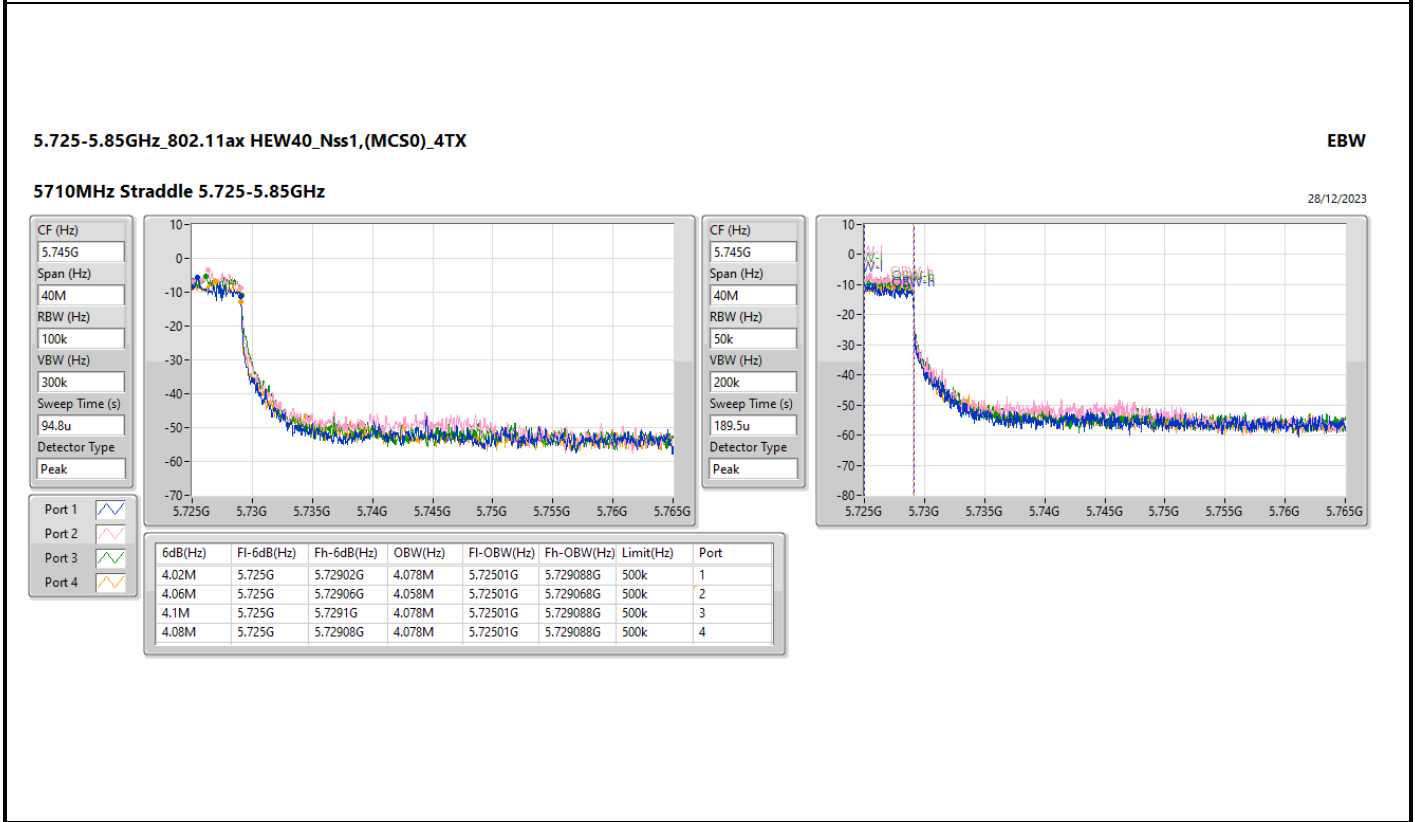 5.725-5.85GHz_802.11ax HEW40_Nss1,(MCS0)_4TX
EBW
5710MHz Straddle 5.725-5.85GHz
28/12/2023
CF (Hz)
5.745G
Span (Hz)
40M
RBW (Hz)
100k
VBW (Hz)
300k
Sweep Time (s)
94.8u
Detector Type
Peak
10
0
-10
-20
-30
-40
-50
-60
-70
5.725G 5.73G 5.735G 5.74G 5.745G 5.75G 5.755G 5.76G 5.765G
CF (Hz)
5.745G
Span (Hz)
40M
RBW (Hz)
50k
VBW (Hz)
200k
Sweep Time (s)
189.5u
Detector Type
Peak
10
0
-10
-20
-30
-40
-50
-60
-70
-80
5.725G 5.73G 5.735G 5.74G 5.745G 5.75G 5.755G 5.76G 5.765G
Port 1
Port 2
Port 3
Port 4
6dB(Hz) Fl-6dB(Hz) Fh-6dB(Hz) OBW(Hz) Fl-OBW(Hz) Fh-OBW(Hz) Limit(Hz) Port
4.02M 5.725G 5.72902G 4.078M 5.72501G 5.729088G 500k 1
4.06M 5.725G 5.72906G 4.058M 5.72501G 5.729068G 500k 2
4.1M 5.725G 5.7291G 4.078M 5.72501G 5.729088G 500k 3
4.08M 5.725G 5.72908G 4.078M 5.72501G 5.729088G 500k 4